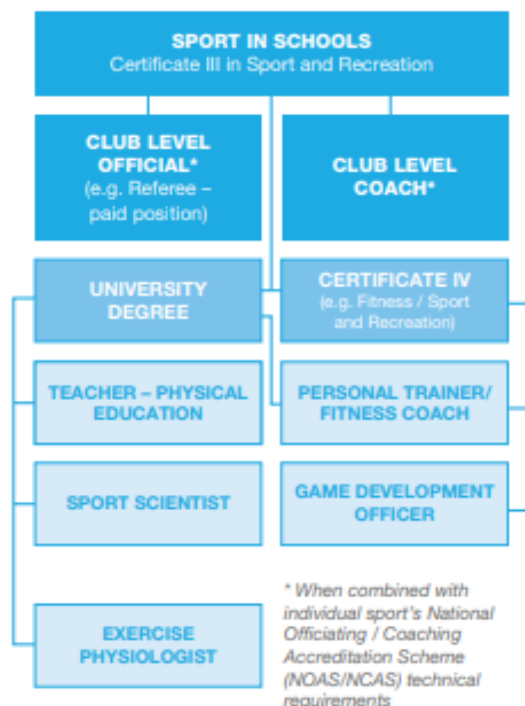 SPORT IN SCHOOLS
Certificate III in Sport and Recreation
CLUB LEVEL
OFFICIAL*
(e.g. Referee –
paid position)
CLUB LEVEL
COACH*
UNIVERSITY
DEGREE
CERTIFICATE IV
(e.g. Fitness / Sport
and Recreation)
TEACHER – PHYSICAL
EDUCATION
PERSONAL TRAINER/
FITNESS COACH
SPORT SCIENTIST
GAME DEVELOPMENT
OFFICER
EXERCISE
PHYSIOLOGIST
* When combined with
individual sport's National
Officiating / Coaching
Accreditation Scheme
(NOAS/NCAS) technical
requirements